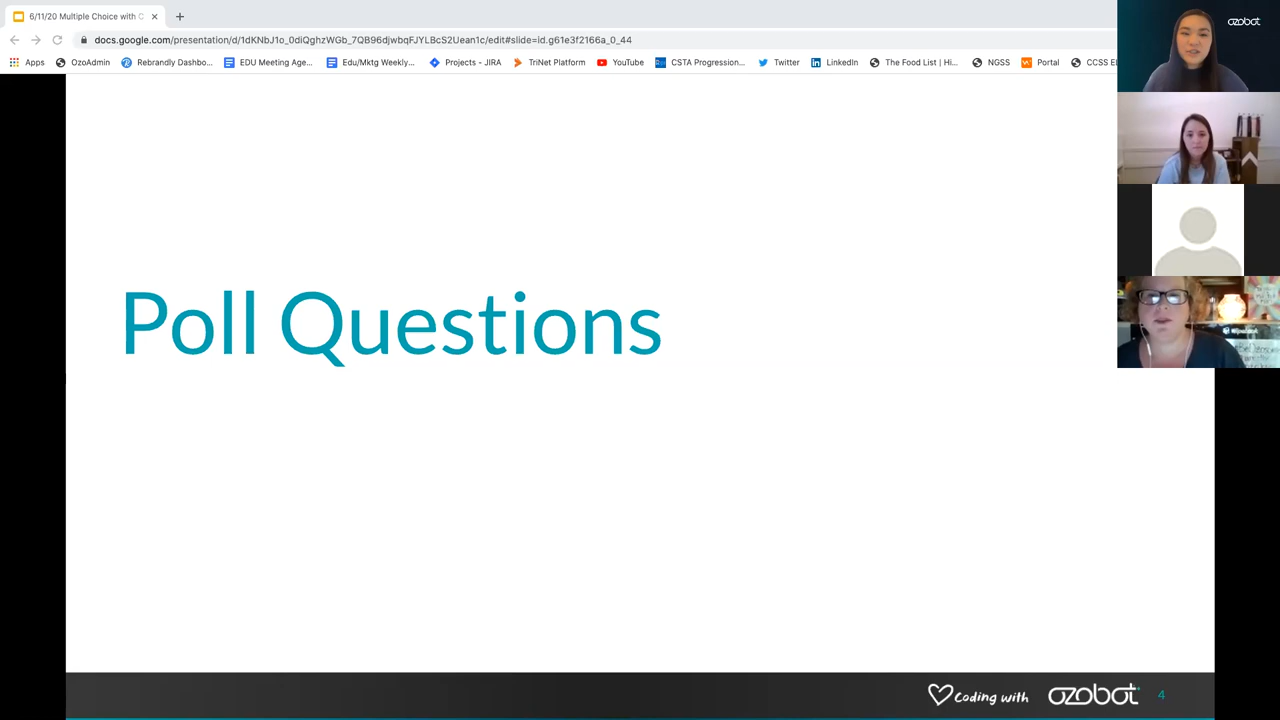 6/11/20 Multiple Choice with C
docs.google.com/presentation/d/1dKNbJ1o_0diQghzWGb_7QB96djwbqFJYLBcS2Uean1c/edit#slide=id.g61e3f2166a_0_44
Apps OzoAdmin Rebrandly Dashbo... EDU Meeting Age... Edu/Mktg Weekly... Projects - JIRA TriNet Platform YouTube CSTA Progression... Twitter LinkedIn The Food List | Hi... NGSS Portal CCSS EL
ozobot
Poll Questions
Coding with ozobot 4